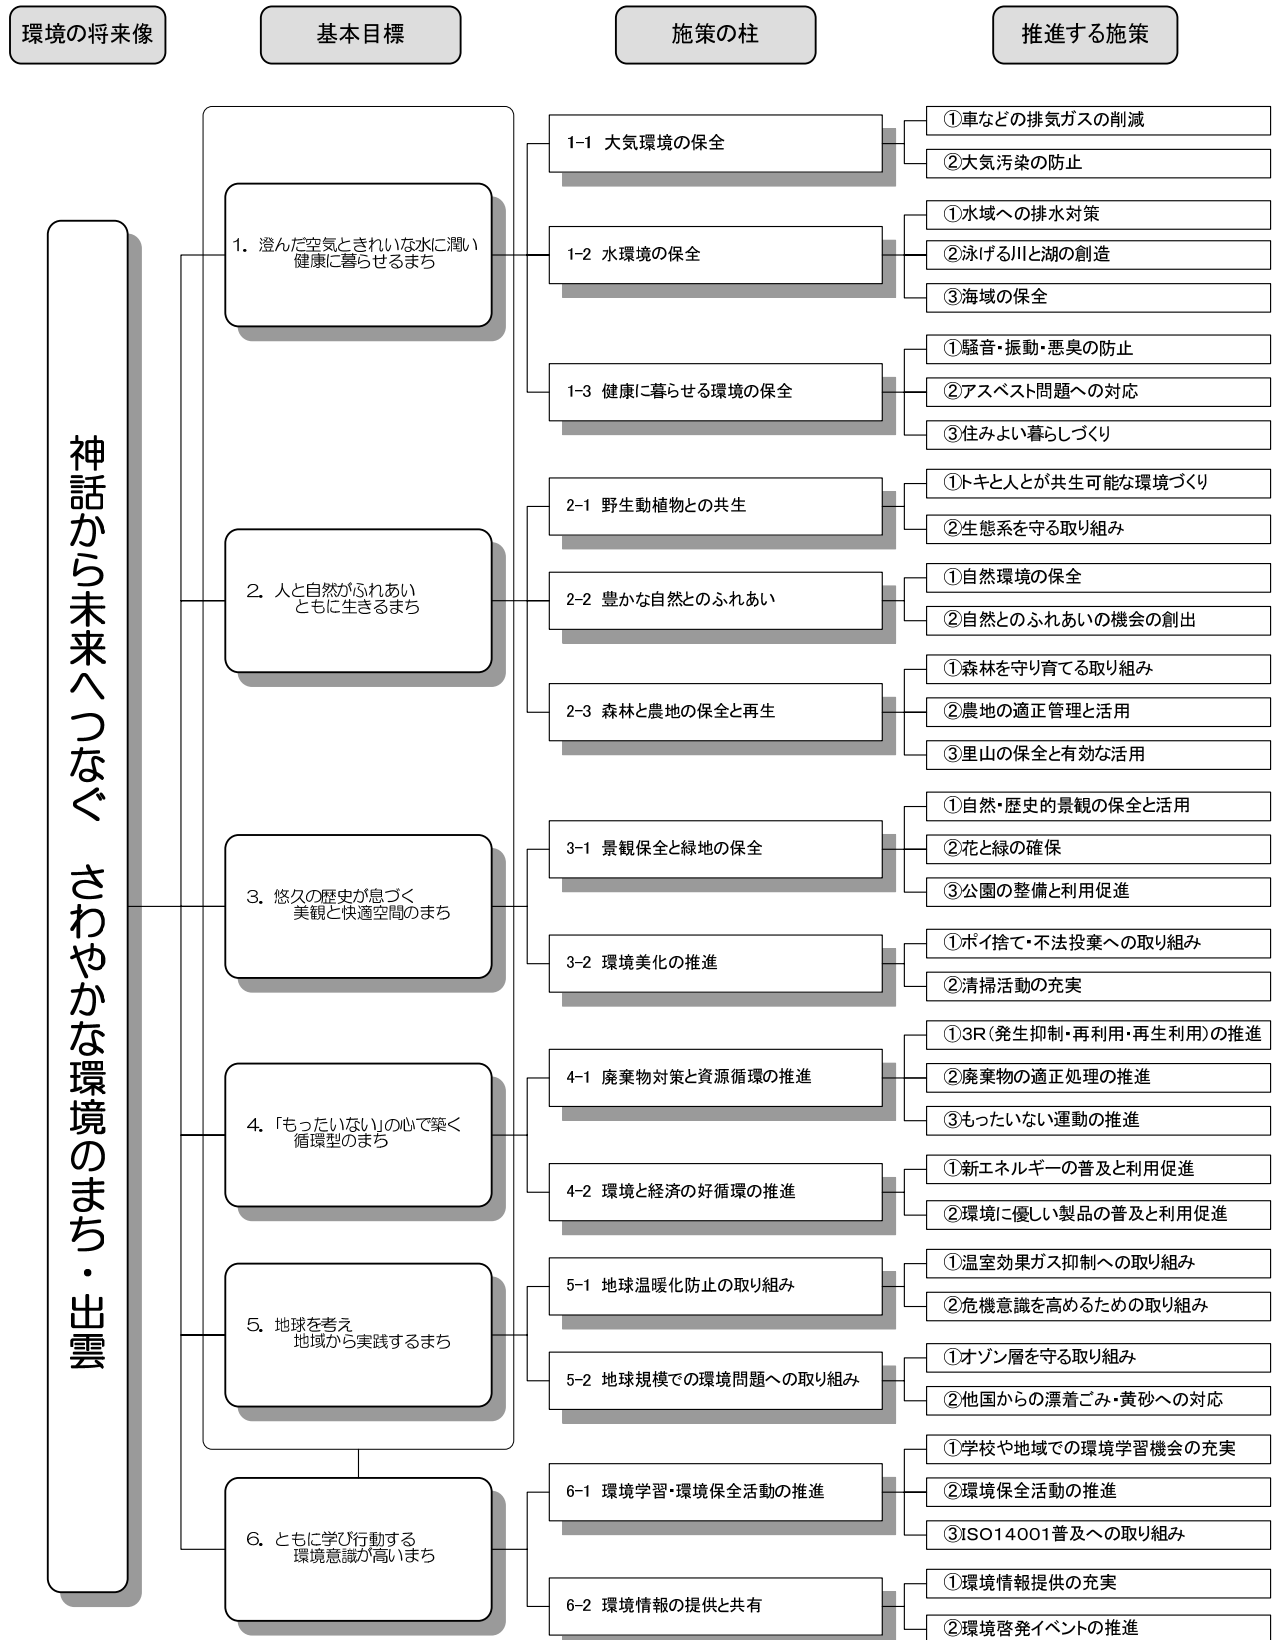 環境の将来像
基本目標
施策の柱
推進する施策
神話から未来へつなぐ　さわやかな環境のまち・出雲
1．澄んだ空気ときれいな水に潤い
健康に暮らせるまち
1-1 大気環境の保全
①車などの排気ガスの削減
②大気汚染の防止
1-2 水環境の保全
①水域への排水対策
②泳げる川と湖の創造
③海域の保全
1-3 健康に暮らせる環境の保全
①騒音・振動・悪臭の防止
②アスベスト問題への対応
③住みよい暮らしづくり
2．人と自然がふれあい
ともに生きるまち
2-1 野生動植物との共生
①トキと人とが共生可能な環境づくり
②生態系を守る取り組み
2-2 豊かな自然とのふれあい
①自然環境の保全
②自然とのふれあいの機会の創出
2-3 森林と農地の保全と再生
①森林を守り育てる取り組み
②農地の適正管理と活用
③里山の保全と有効な活用
3．悠久の歴史が息づく
美観と快適空間のまち
3-1 景観保全と緑地の保全
①自然・歴史的景観の保全と活用
②花と緑の確保
③公園の整備と利用促進
3-2 環境美化の推進
①ポイ捨て・不法投棄への取り組み
②清掃活動の充実
4．「もったいない」の心で築く
循環型のまち
4-1 廃棄物対策と資源循環の推進
①3R（発生抑制・再利用・再生利用）の推進
②廃棄物の適正処理の推進
③もったいない運動の推進
4-2 環境と経済の好循環の推進
①新エネルギーの普及と利用促進
②環境に優しい製品の普及と利用促進
5．地球を考え
地域から実践するまち
5-1 地球温暖化防止の取り組み
①温室効果ガス抑制への取り組み
②危機意識を高めるための取り組み
5-2 地球規模での環境問題への取り組み
①オゾン層を守る取り組み
②他国からの漂着ごみ・黄砂への対応
6．ともに学び行動する
環境意識が高いまち
6-1 環境学習・環境保全活動の推進
①学校や地域での環境学習機会の充実
②環境保全活動の推進
③ISO14001普及への取り組み
6-2 環境情報の提供と共有
①環境情報提供の充実
②環境啓発イベントの推進